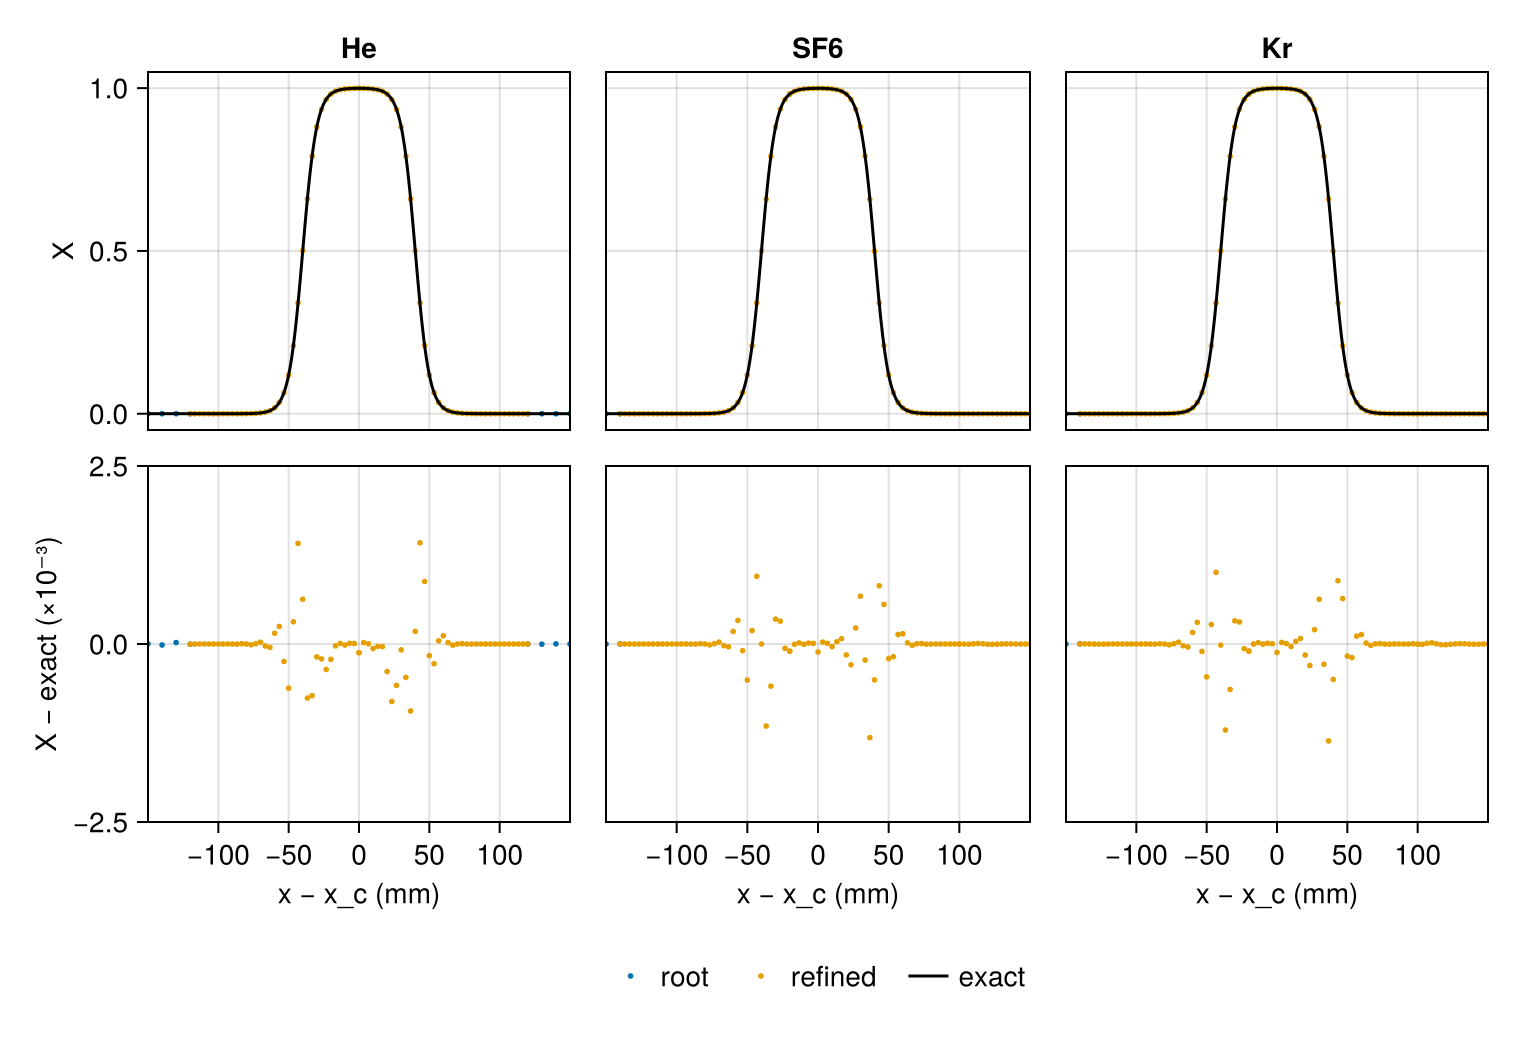 He SF6 Kr
1.0
X 0.5
0.0
2.5
X − exact (×10⁻³) 0.0
−2.5
−100 −50 0 50 100 −100 −50 0 50 100 −100 −50 0 50 100
x − x_c (mm) x − x_c (mm) x − x_c (mm)
root refined exact